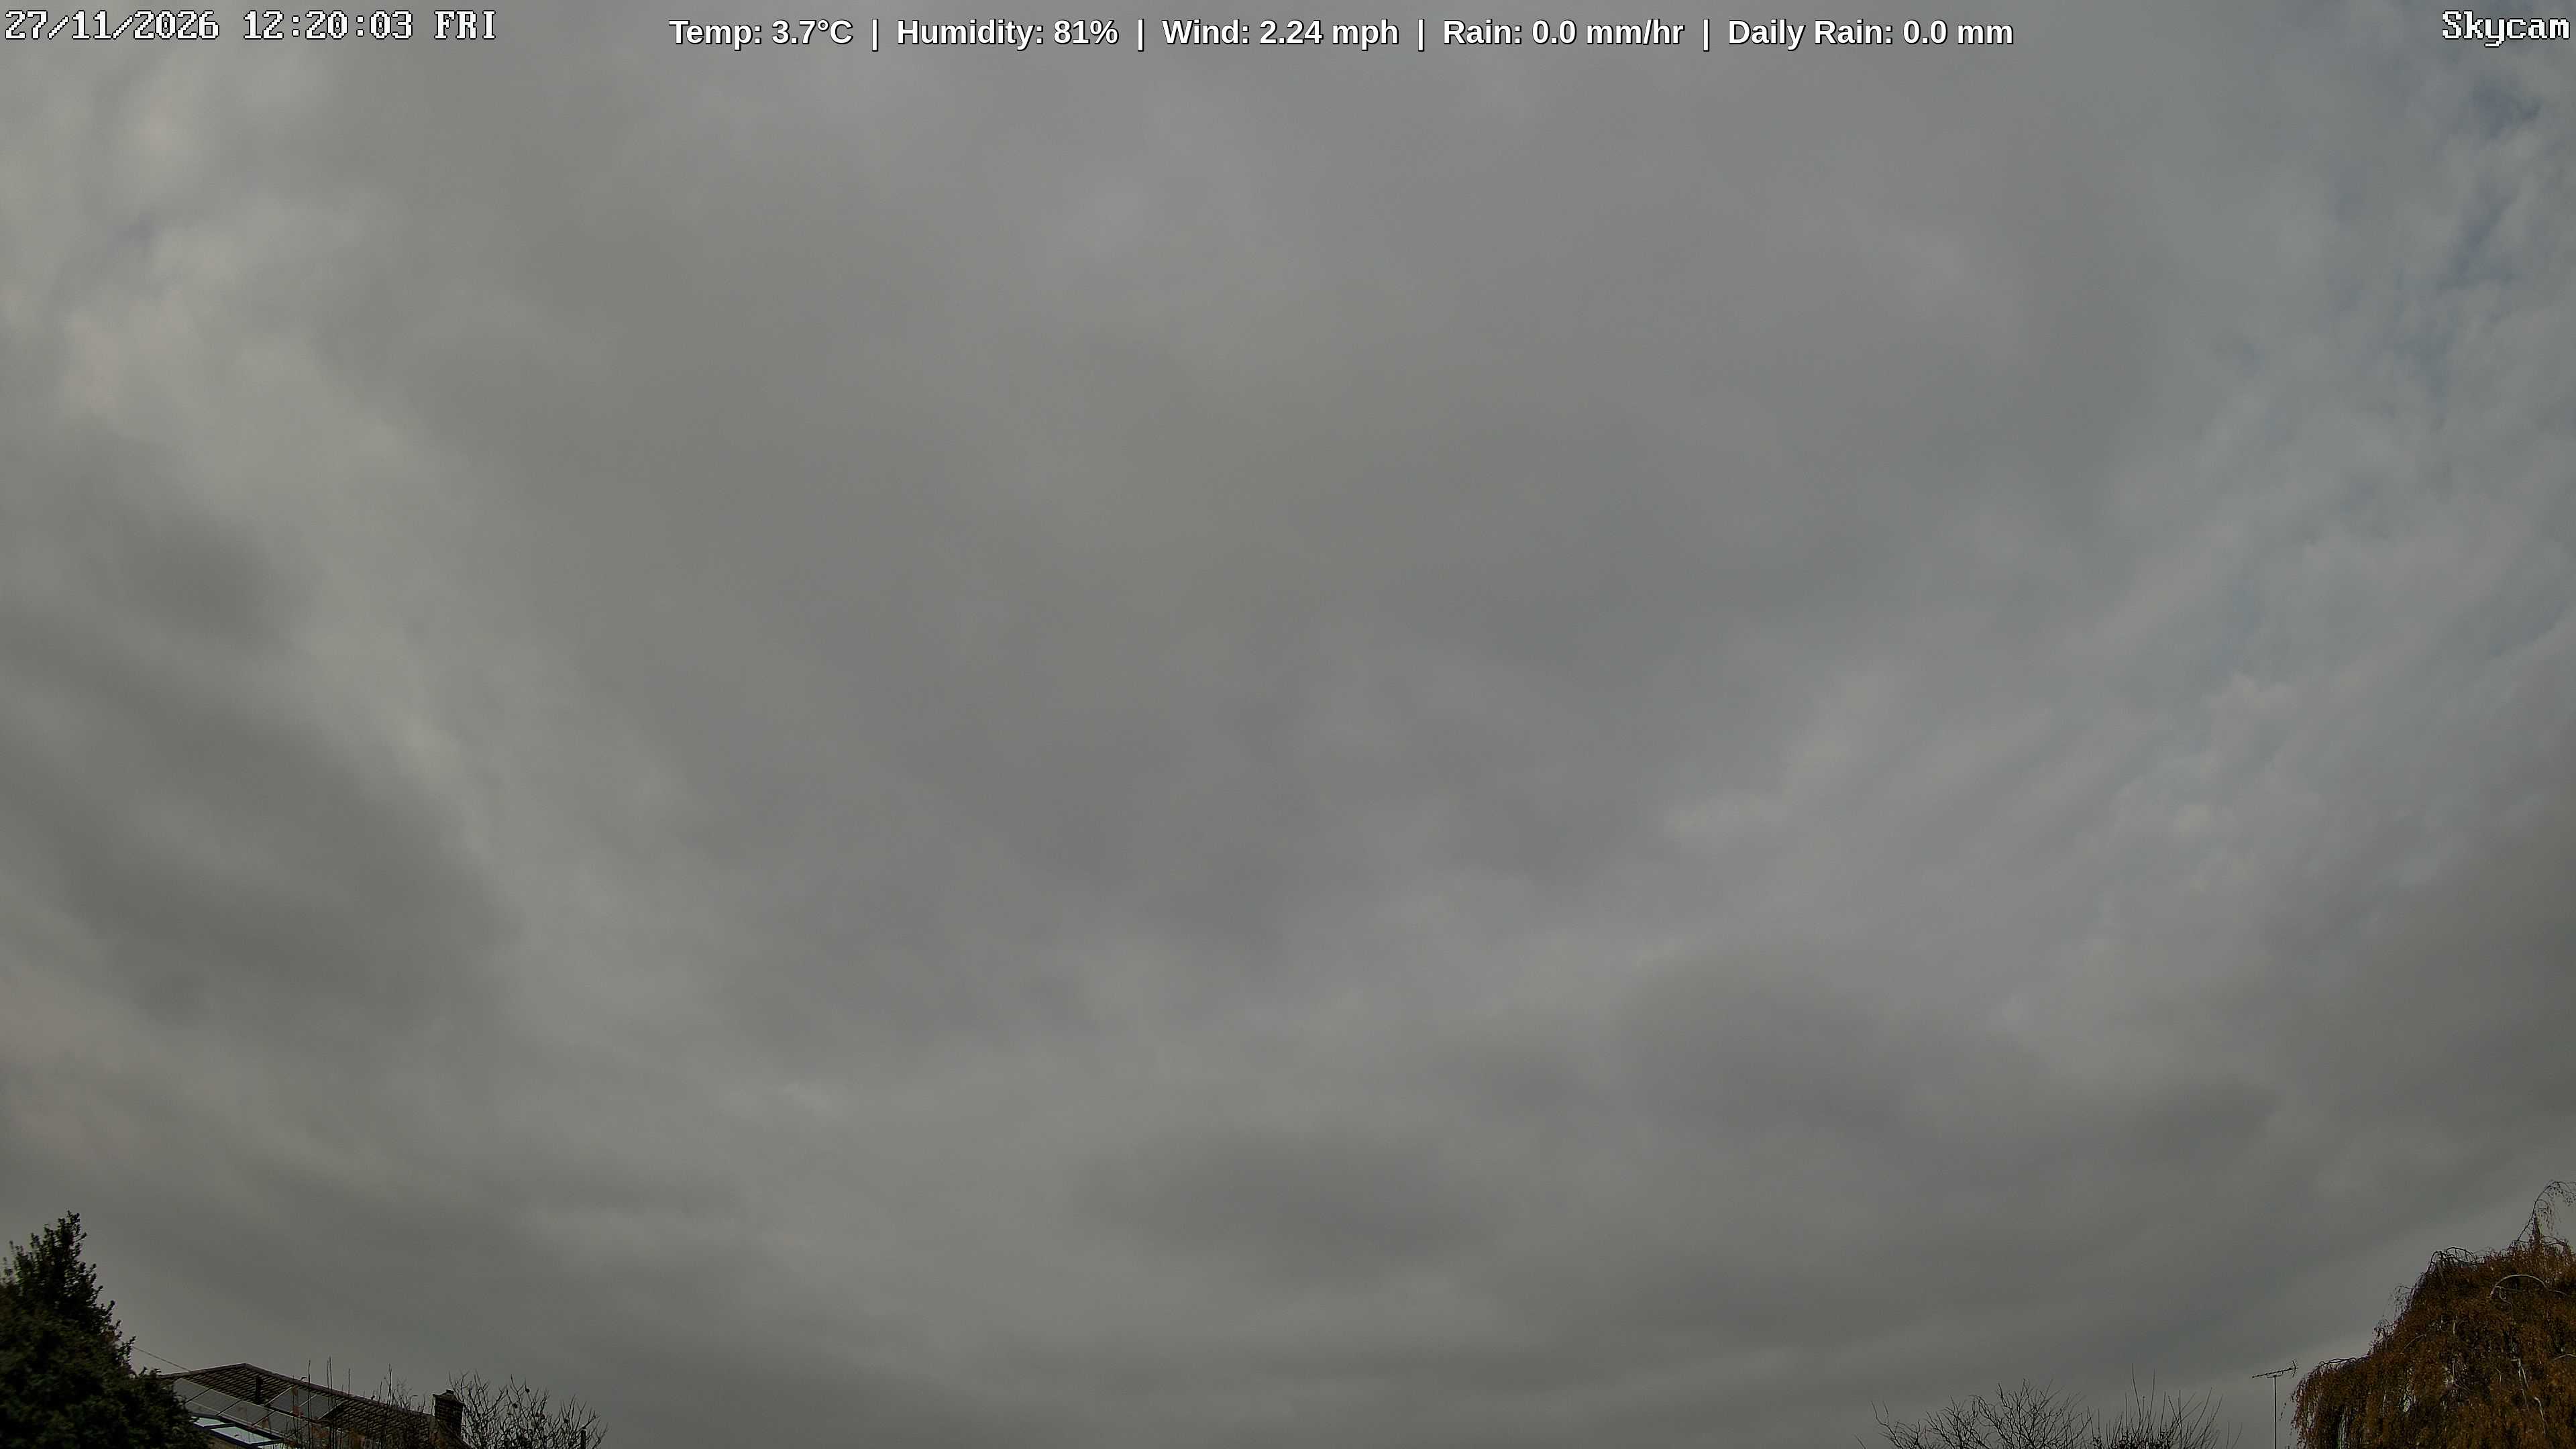 27/11/2026 12:20:03 FRI
Temp: 3.7°C | Humidity: 81% | Wind: 2.24 mph | Rain: 0.0 mm/hr | Daily Rain: 0.0 mm
Skycam